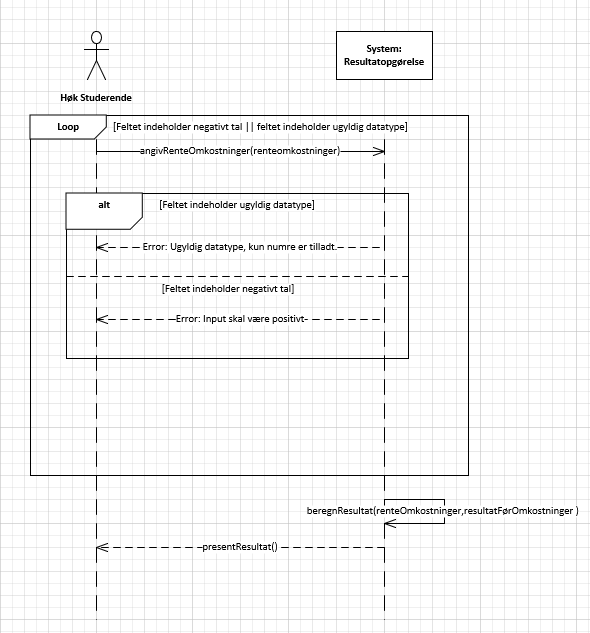 System:
Resultatopgørelse
Høk Studerende
Loop
[Feltet indeholder negativt tal || feltet indeholder ugyldig datatype]
angivRenteOmkostninger(renteomkostninger)
alt
[Feltet indeholder ugyldig datatype]
Error: Ugyldig datatype, kun numre er tilladt.
[Feltet indeholder negativt tal]
Error: Input skal være positivt
beregnResultat(renteOmkostninger,resultatFørOmkostninger )
presentResultat()